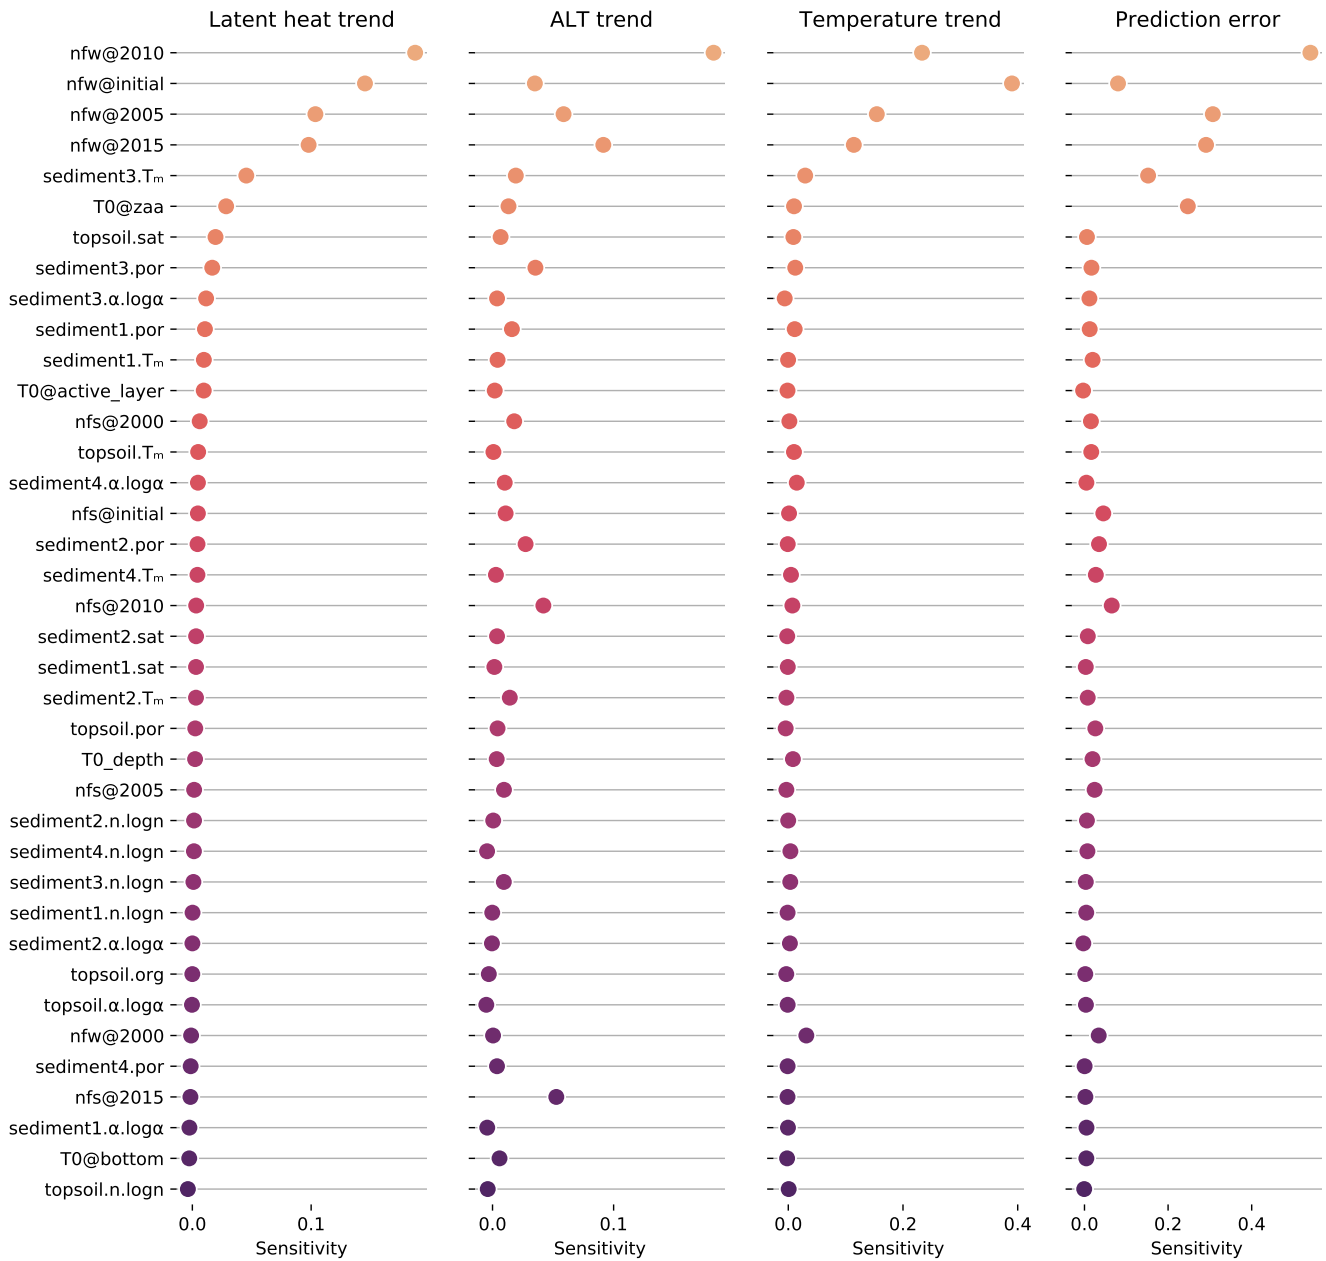 Latent heat trend
ALT trend
Temperature trend
Prediction error
nfw@2010
nfw@initial
nfw@2005
nfw@2015
sediment3.Tₘ
T0@zaa
topsoil.sat
sediment3.por
sediment3.α.logα
sediment1.por
sediment1.Tₘ
T0@active_layer
nfs@2000
topsoil.Tₘ
sediment4.α.logα
nfs@initial
sediment2.por
sediment4.Tₘ
nfs@2010
sediment2.sat
sediment1.sat
sediment2.Tₘ
topsoil.por
T0_depth
nfs@2005
sediment2.n.logn
sediment4.n.logn
sediment3.n.logn
sediment1.n.logn
sediment2.α.logα
topsoil.org
topsoil.α.logα
nfw@2000
sediment4.por
nfs@2015
sediment1.α.logα
T0@bottom
topsoil.n.logn
0.0 0.1
Sensitivity
0.0 0.1
Sensitivity
0.0 0.2 0.4
Sensitivity
0.0 0.2 0.4
Sensitivity